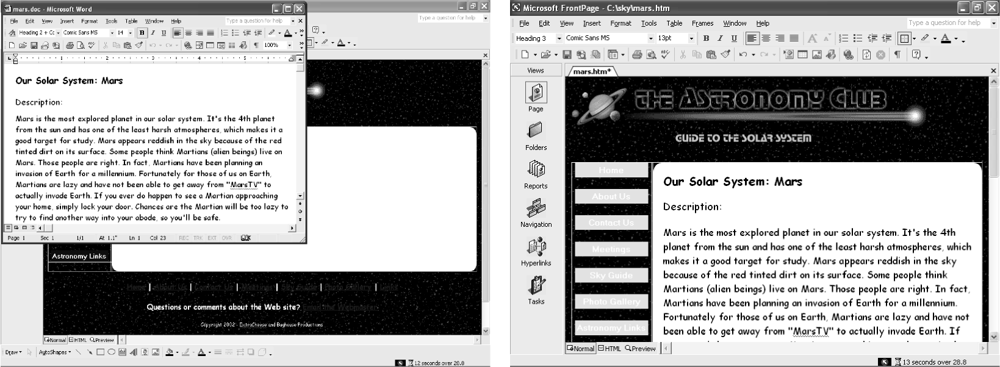 mars.doc - Microsoft Word
File Edit View Insert Format Tools Table Window Help Type a question for help
Heading 2 + Cc Comic Sans MS 14 B I U
100%
1 2 3 4 5
Our Solar System: Mars
Description:
Mars is the most explored planet in our solar system. It's the 4th planet
from the sun and has one of the least harsh atmospheres, which makes it a
good target for study. Mars appears reddish in the sky because of the red
tinted dirt on its surface. Some people think Martians (alien beings) live on
Mars. Those people are right. In fact, Martians have been planning an
invasion of Earth for a millennium. Fortunately for those of us on Earth,
Martians are lazy and have not been able to get away from "MarsTV" to
actually invade Earth. If you ever do happen to see a Martian approaching
your home, simply lock your door. Chances are the Martian will be too lazy to
try to find another way into your abode, so you'll be safe.
Page 1 Sec 1 1/1 At 1.1" Ln 1 Col 23 REC TRK EXT OVR
Type a question for help
Astronomy Links
Home | About Us | Contact Us | Meetings | Sky Guide | Photo Gallery | Links
Questions or comments about the Web site? Email the Webmaster
Copyright 2002 - ExtraCheese and Bughouse Productions
Normal HTML Preview
Draw AutoShapes
12 seconds over 28.8
Microsoft FrontPage - C:\sky\mars.htm
File Edit View Insert Format Tools Table Frames Window Help Type a question for help
Heading 3 Comic Sans MS 13pt B I U
Views
mars.htm*
Page
Folders
Reports
Navigation
Hyperlinks
Tasks
the Astronomy Club
GUIDE TO THE SOLAR SYSTEM
Home
About Us
Contact Us
Meetings
Sky Guide
Photo Gallery
Astronomy Links
Our Solar System: Mars
Description:
Mars is the most explored planet in our solar system. It's the 4th
planet from the sun and has one of the least harsh atmospheres, which
makes it a good target for study. Mars appears reddish in the sky
because of the red tinted dirt on its surface. Some people think
Martians (alien beings) live on Mars. Those people are right. In fact,
Martians have been planning an invasion of Earth for a millennium.
Fortunately for those of us on Earth, Martians are lazy and have not
been able to get away from "MarsTV" to actually invade Earth. If
Normal HTML Preview
13 seconds over 28.8